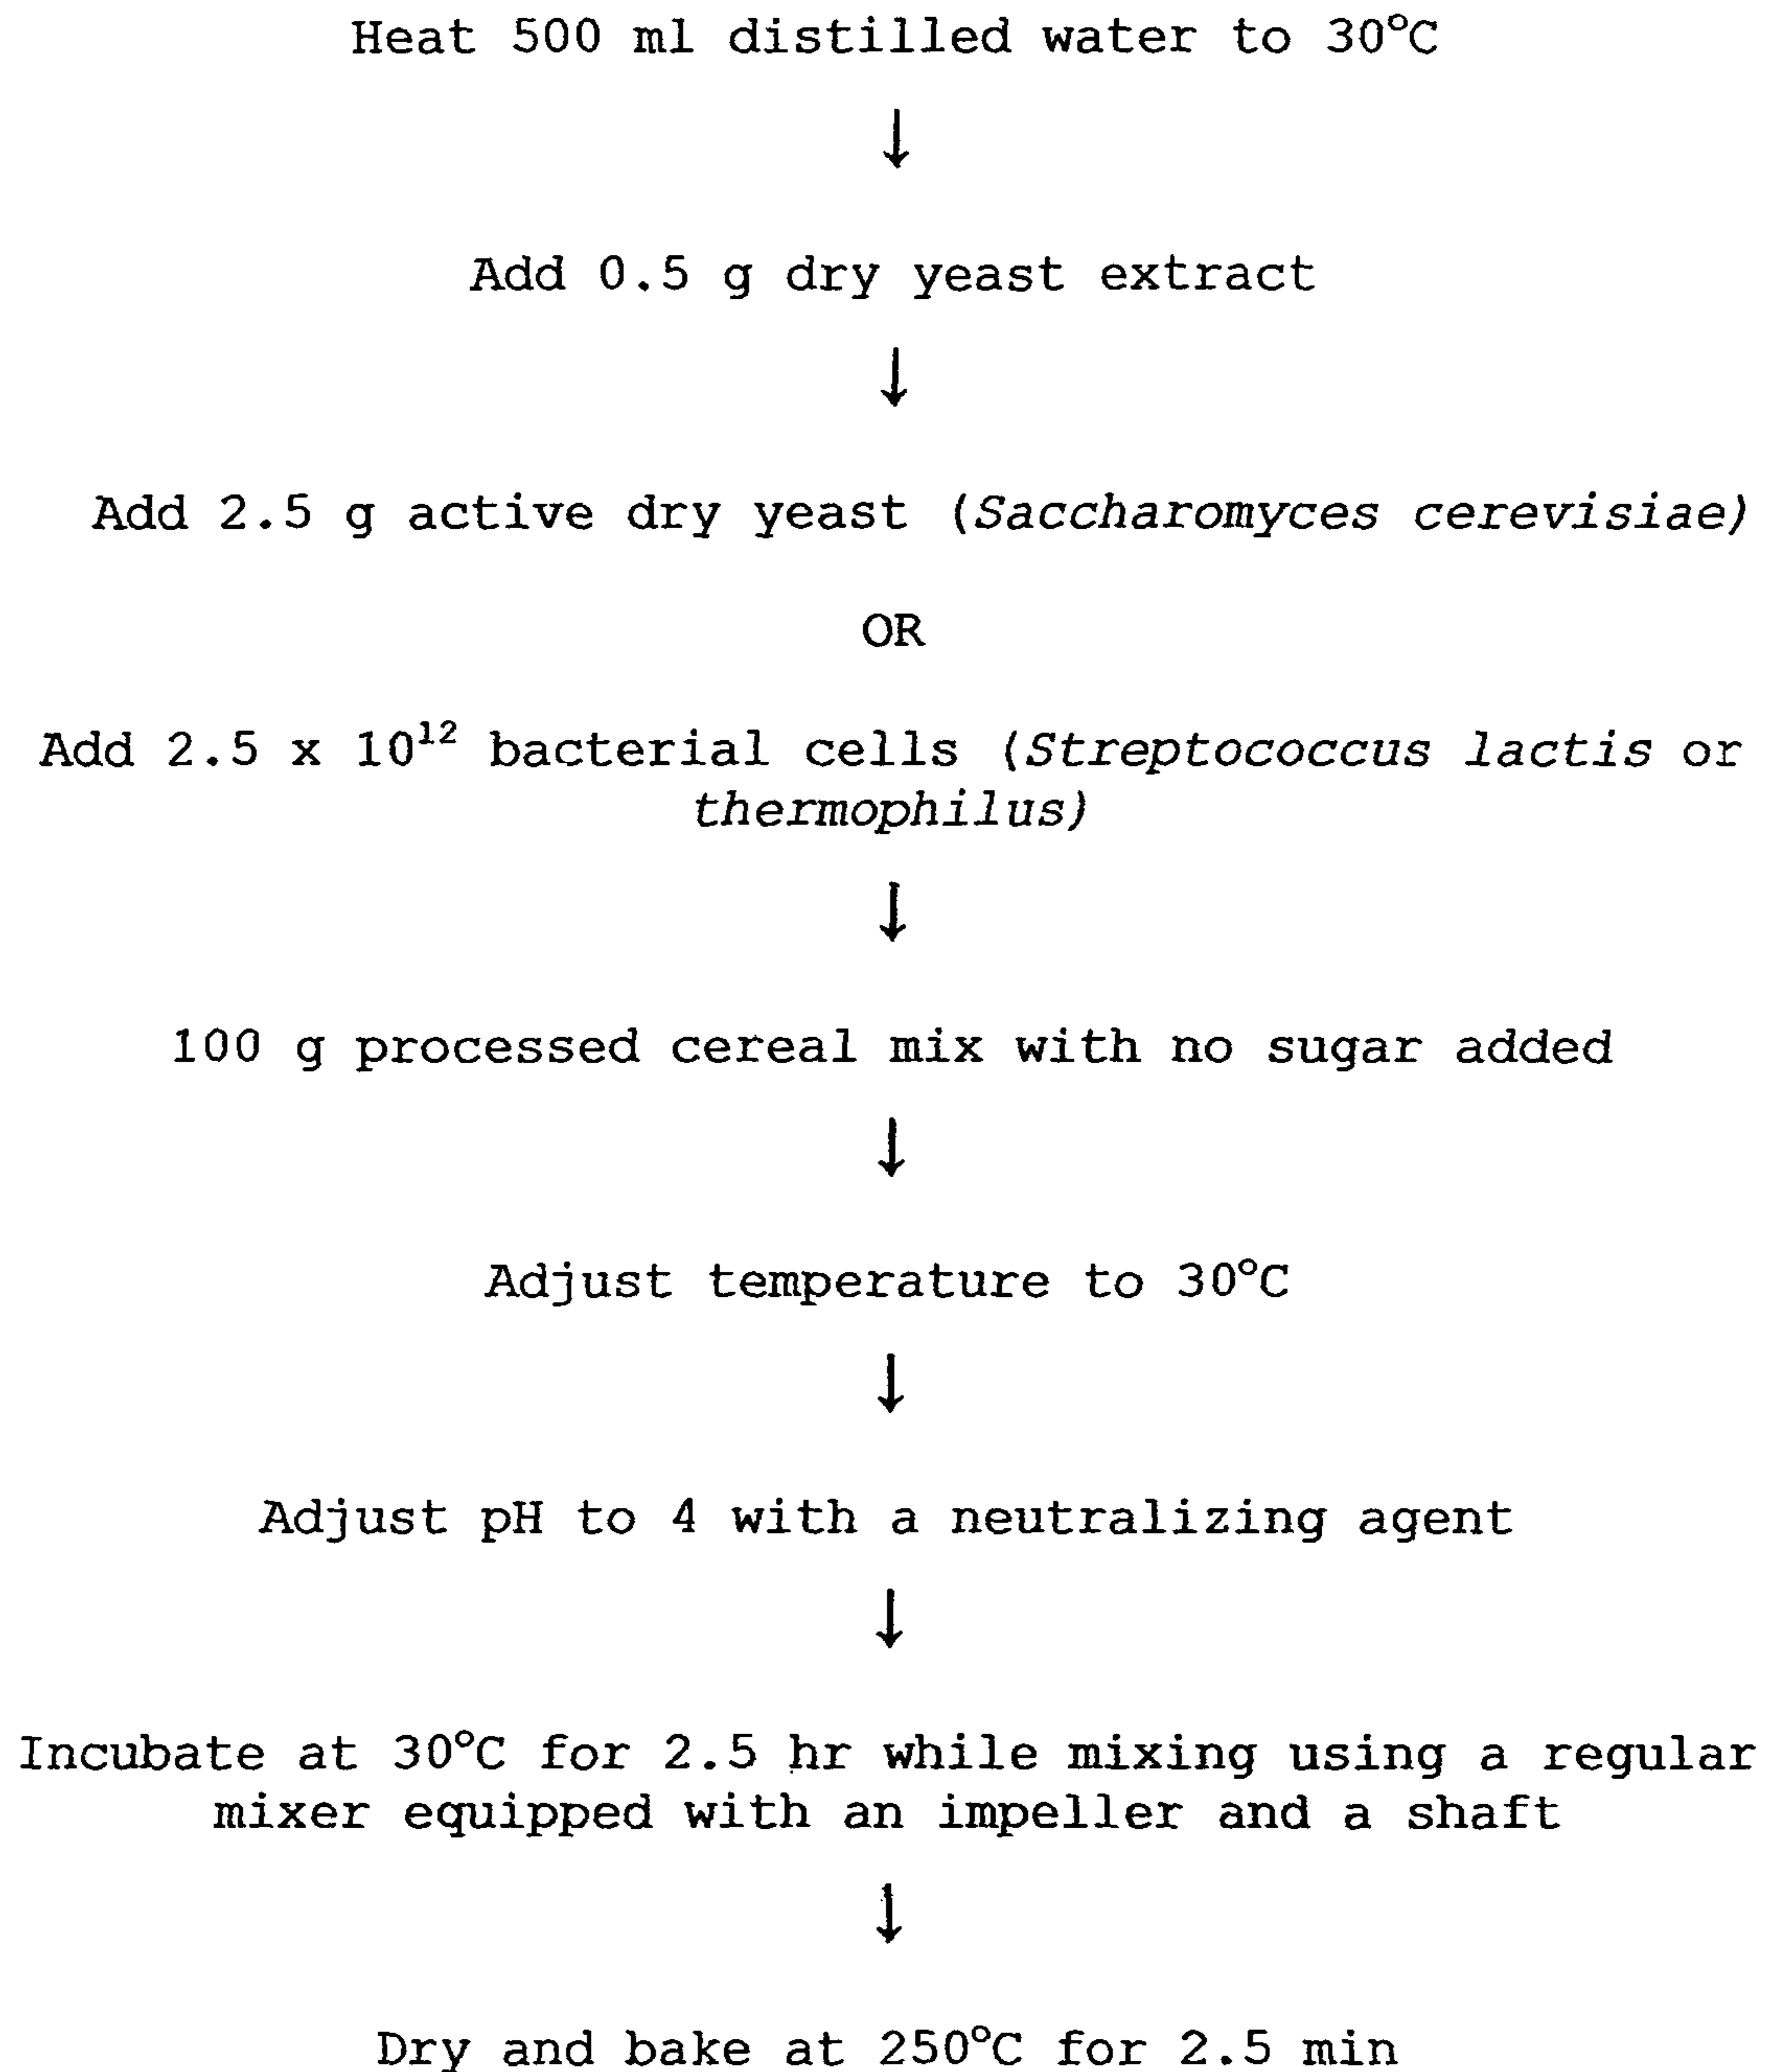 Heat 500 ml distilled water to 30°C
↓
Add 0.5 g dry yeast extract
↓
Add 2.5 g active dry yeast (Saccharomyces cerevisiae)
OR
Add 2.5 x 10¹² bacterial cells (Streptococcus lactis or
thermophilus)
↓
100 g processed cereal mix with no sugar added
↓
Adjust temperature to 30°C
↓
Adjust pH to 4 with a neutralizing agent
↓
Incubate at 30°C for 2.5 hr while mixing using a regular
mixer equipped with an impeller and a shaft
↓
Dry and bake at 250°C for 2.5 min